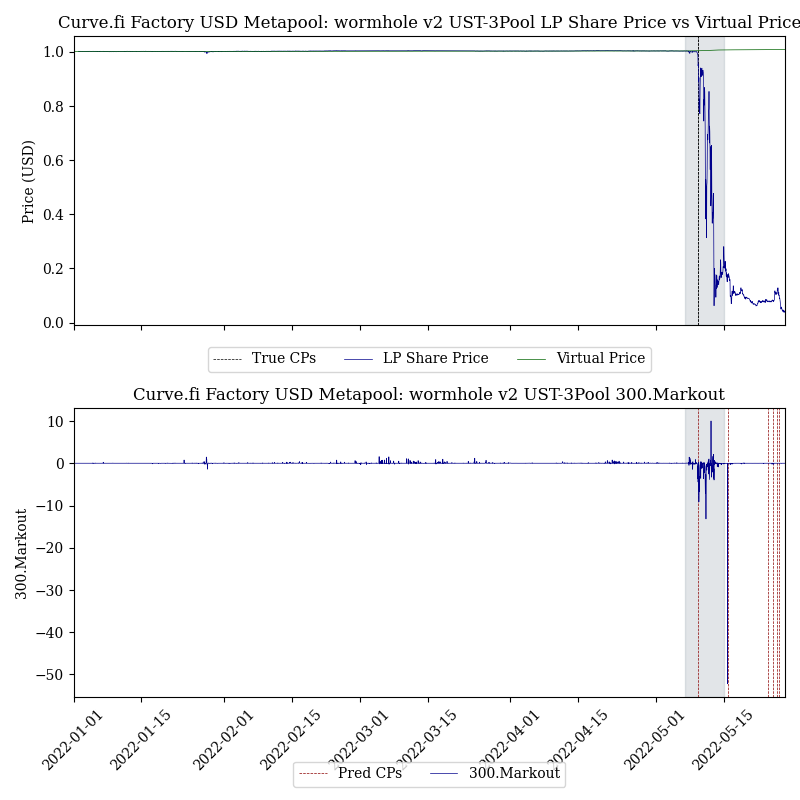 Curve.fi Factory USD Metapool: wormhole v2 UST-3Pool LP Share Price vs Virtual Price
1.0
0.8
0.6
0.4
0.2
0.0
Price (USD)
True CPs LP Share Price Virtual Price
Curve.fi Factory USD Metapool: wormhole v2 UST-3Pool 300.Markout
10
0
−10
−20
−30
−40
−50
300.Markout
2022-01-01 2022-01-15 2022-02-01 2022-02-15 2022-03-01 2022-03-15 2022-04-01 2022-04-15 2022-05-01 2022-05-15
Pred CPs 300.Markout